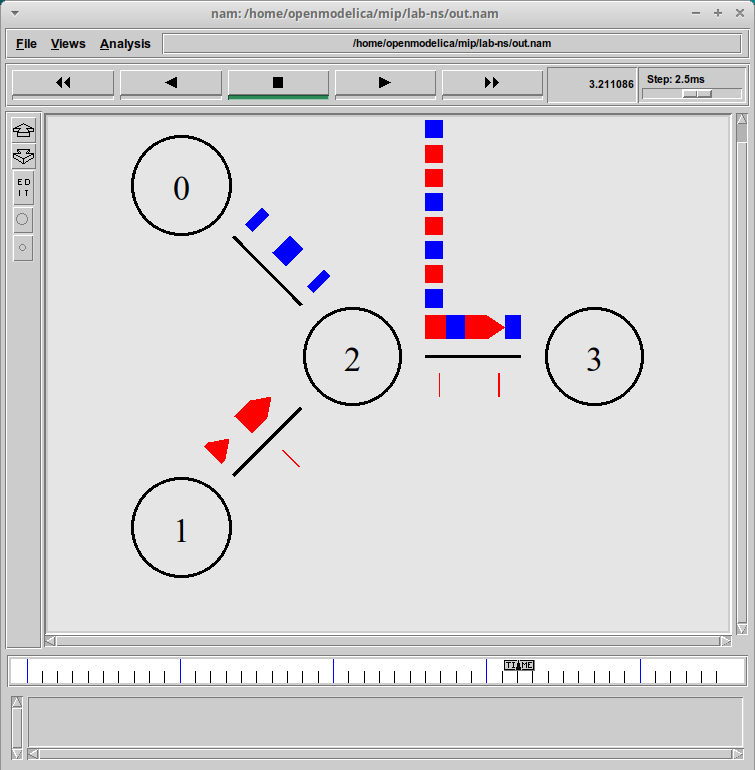 nam: /home/openmodelica/mip/lab-ns/out.nam
File Views Analysis /home/openmodelica/mip/lab-ns/out.nam
3.211086 Step: 2.5ms
ED
IT
0
2
3
1
TIME